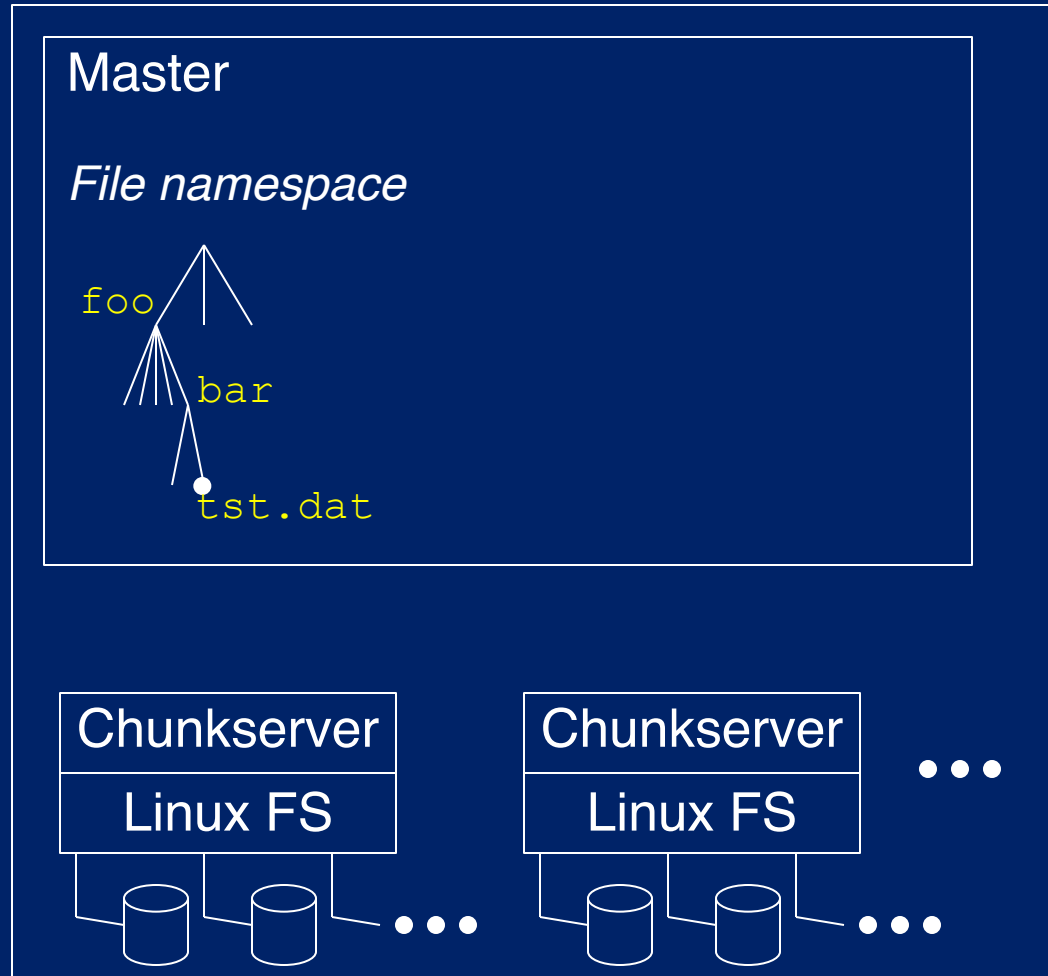 Master
File namespace
foo
bar
tst.dat
Chunkserver
Linux FS
Chunkserver
Linux FS